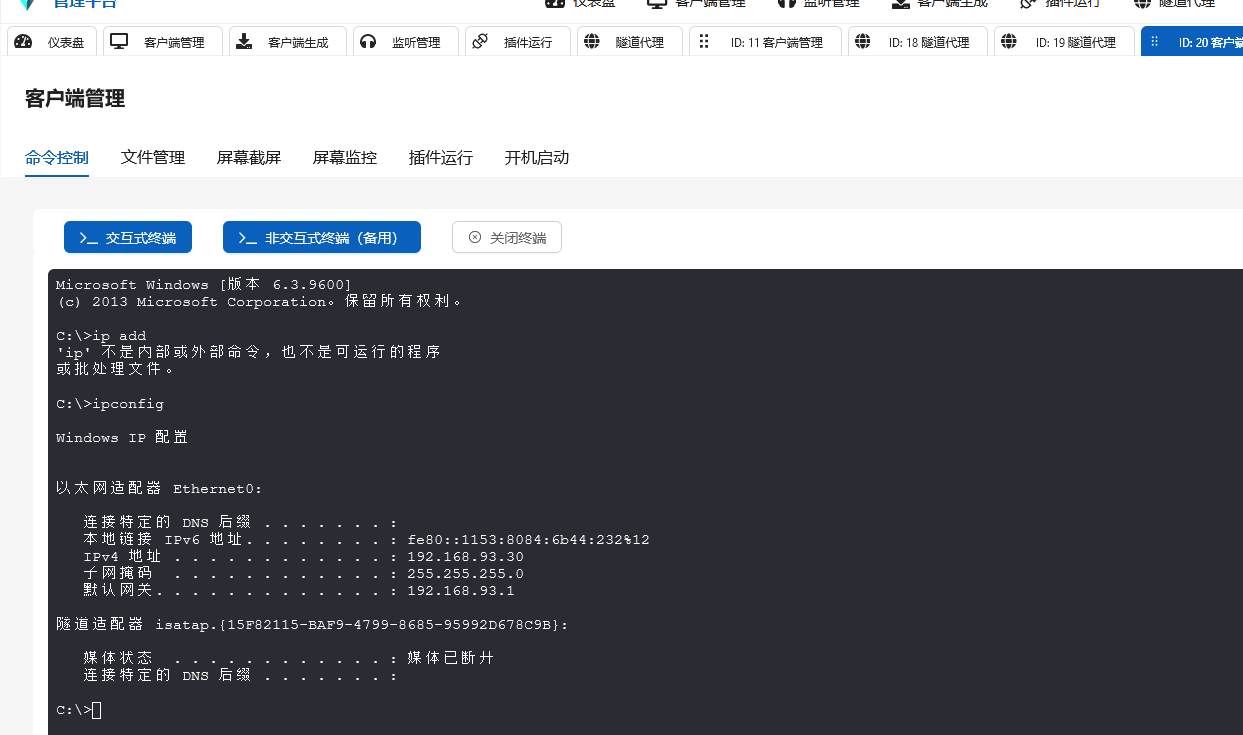 管理平台 仪表盘 客户端管理 监听管理 客户端生成 插件运行 隧道代理
仪表盘 客户端管理 客户端生成 监听管理 插件运行 隧道代理 ID: 11 客户端管理 ID: 18 隧道代理 ID: 19 隧道代理 ID: 20 客户端
客户端管理
命令控制 文件管理 屏幕截屏 屏幕监控 插件运行 开机启动
>_ 交互式终端 >_ 非交互式终端（备用） 关闭终端
Microsoft Windows [版本 6.3.9600]
(c) 2013 Microsoft Corporation。保留所有权利。
C:\>ip add
'ip' 不是内部或外部命令，也不是可运行的程序
或批处理文件。
C:\>ipconfig
Windows IP 配置
以太网适配器 Ethernet0:
连接特定的 DNS 后缀 . . . . . . . :
本地链接 IPv6 地址. . . . . . . . : fe80::1153:8084:6b44:232%12
IPv4 地址 . . . . . . . . . . . . : 192.168.93.30
子网掩码  . . . . . . . . . . . . : 255.255.255.0
默认网关. . . . . . . . . . . . . : 192.168.93.1
隧道适配器 isatap.{15F82115-BAF9-4799-8685-95992D678C9B}:
媒体状态  . . . . . . . . . . . . : 媒体已断开
连接特定的 DNS 后缀 . . . . . . . :
C:\>